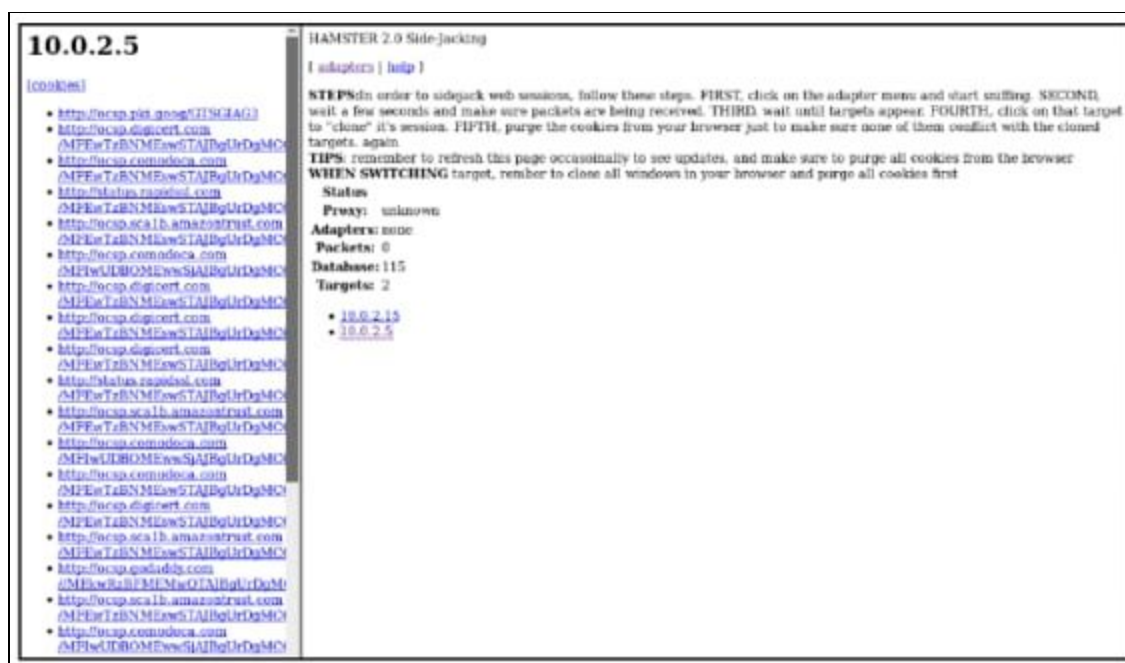 10.0.2.5
[cookies]
• http://ocsp.pki.goog/GTSGIAG3
• http://ocsp.digicert.com
/MFEwTzBNMEswSTAJBgUrDgMC
• http://ocsp.comodoca.com
/MFEwTzBNMEswSTAJBgUrDgMC
• http://status.rapidssl.com
/MFEwTzBNMEswSTAJBgUrDgMC
• http://ocsp.sca1b.amazontrust.com
/MFEwTzBNMEswSTAJBgUrDgMC
• http://ocsp.comodoca.com
/MFIwUDBOMEwwSjAJBgUrDgMC
• http://ocsp.digicert.com
/MFEwTzBNMEswSTAJBgUrDgMC
• http://ocsp.digicert.com
/MFEwTzBNMEswSTAJBgUrDgMC
• http://ocsp.digicert.com
/MFEwTzBNMEswSTAJBgUrDgMC
• http://status.rapidssl.com
/MFEwTzBNMEswSTAJBgUrDgMC
• http://ocsp.sca1b.amazontrust.com
/MFEwTzBNMEswSTAJBgUrDgMC
• http://ocsp.comodoca.com
/MFIwUDBOMEwwSjAJBgUrDgMC
• http://ocsp.comodoca.com
/MFEwTzBNMEswSTAJBgUrDgMC
• http://ocsp.digicert.com
/MFEwTzBNMEswSTAJBgUrDgMC
• http://ocsp.sca1b.amazontrust.com
/MFEwTzBNMEswSTAJBgUrDgMC
• http://ocsp.godaddy.com
//MEkwRzBFMEMwQTAJBgUrDgM
• http://ocsp.sca1b.amazontrust.com
/MFEwTzBNMEswSTAJBgUrDgMC
• http://ocsp.comodoca.com
/MFIwUDBOMEwwSjAJBgUrDgMC
HAMSTER 2.0 Side-Jacking
[ adapters | help ]
STEPS:In order to sidejack web sessions, follow these steps. FIRST, click on the adapter menu and start sniffing. SECOND,
wait a few seconds and make sure packets are being received. THIRD, wait until targets appear. FOURTH, click on that target
to "clone" it's session. FIFTH, purge the cookies from your browser just to make sure none of them conflict with the cloned
targets. again
TIPS: remember to refresh this page occasoinally to see updates, and make sure to purge all cookies from the browser
WHEN SWITCHING target, rember to close all windows in your browser and purge all cookies first
Status
Proxy: unknown
Adapters: none
Packets: 0
Database: 115
Targets: 2
• 10.0.2.15
• 10.0.2.5